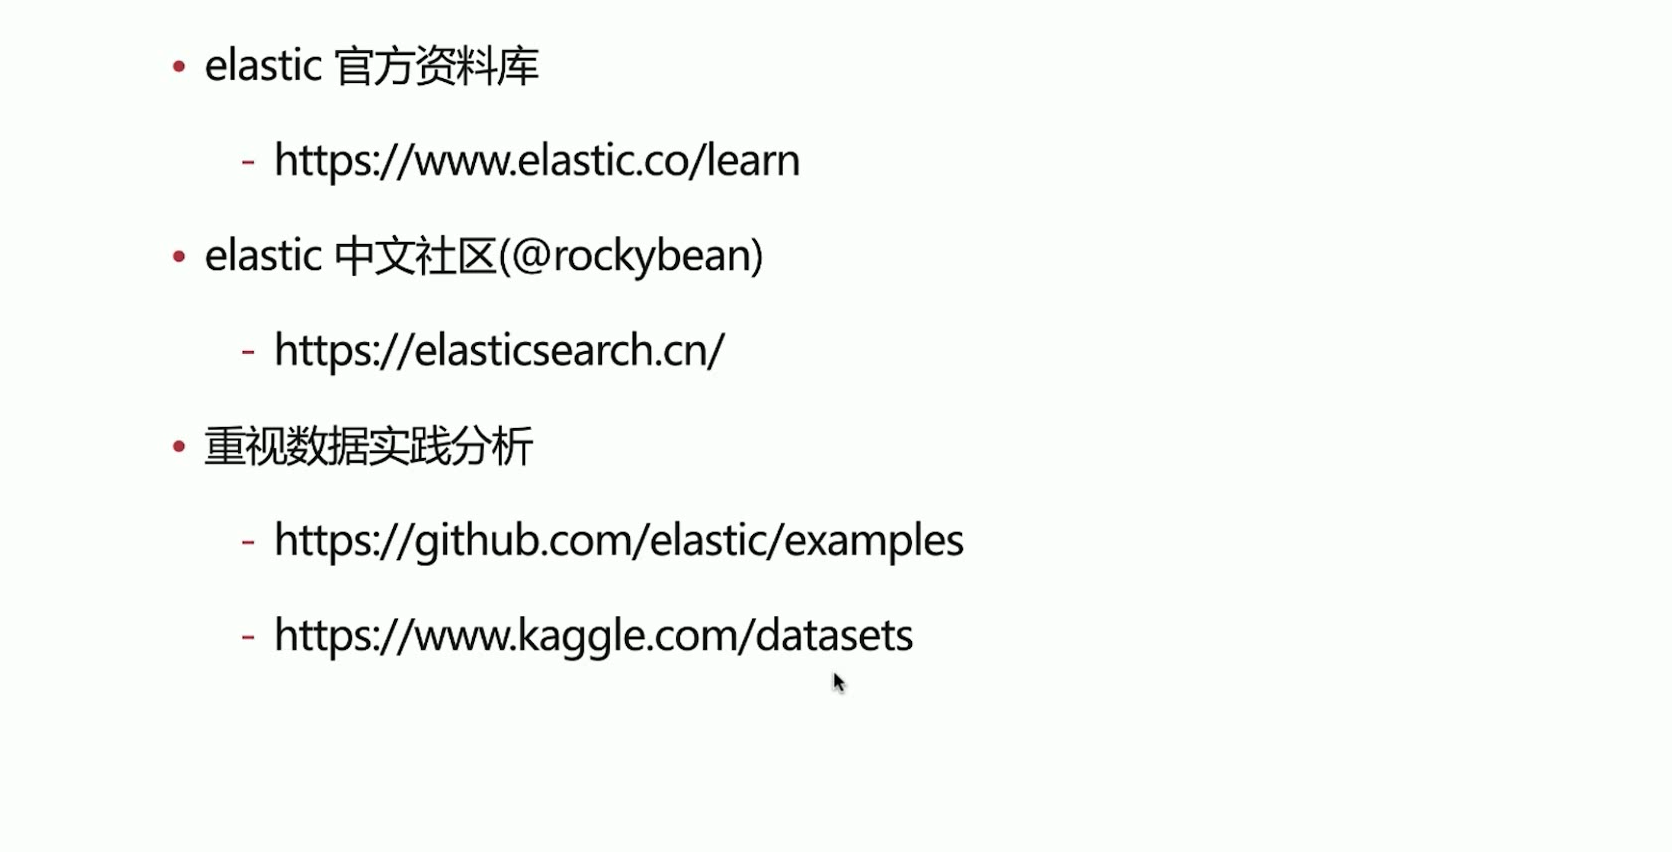 • elastic 官方资料库
- https://www.elastic.co/learn
• elastic 中文社区(@rockybean)
- https://elasticsearch.cn/
• 重视数据实践分析
- https://github.com/elastic/examples
- https://www.kaggle.com/datasets